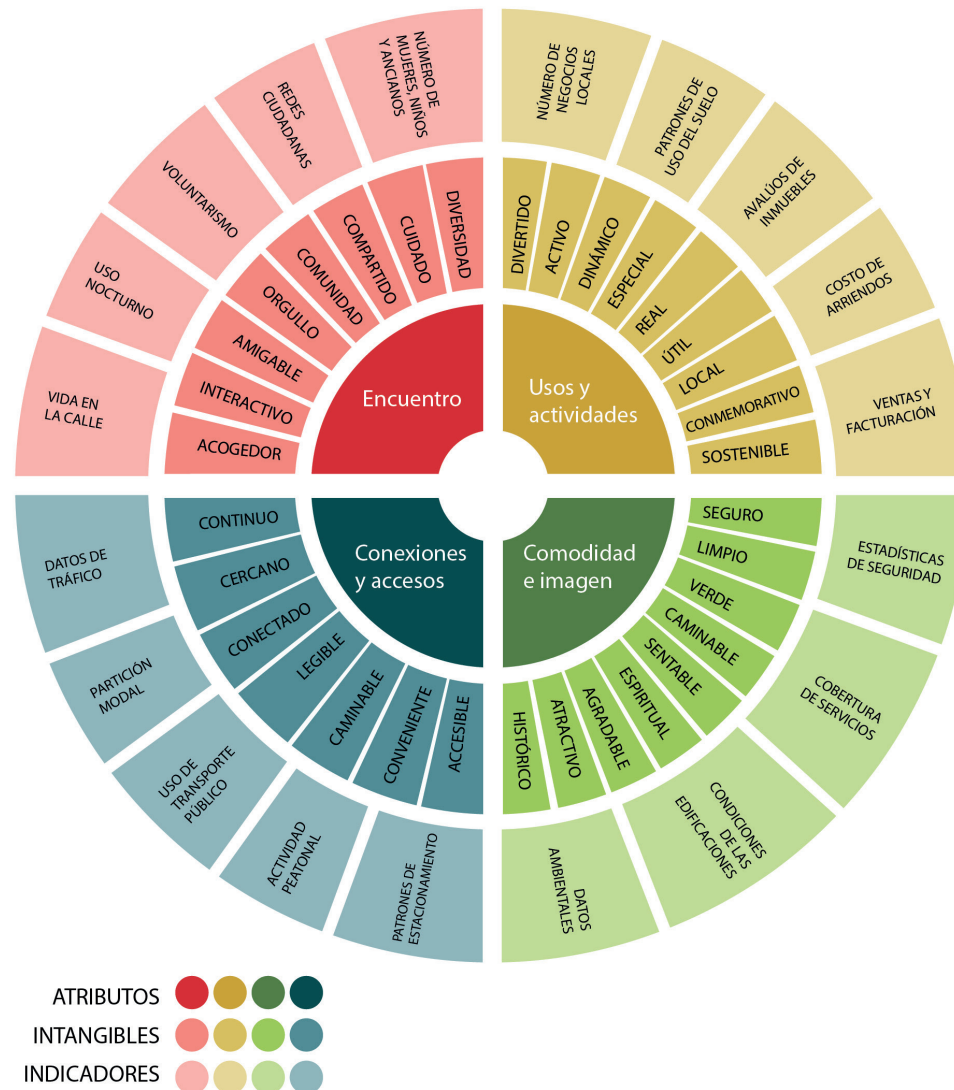 NÚMERO DE
MUJERES, NIÑOS
Y ANCIANOS
REDES
CIUDADANAS
VOLUNTARISMO
USO
NOCTURNO
VIDA EN
LA CALLE
DIVERSIDAD
CUIDADO
COMPARTIDO
COMUNIDAD
ORGULLO
AMIGABLE
INTERACTIVO
ACOGEDOR
Encuentro
NÚMERO DE
NEGOCIOS
LOCALES
PATRONES DE
USO DEL SUELO
AVALÚOS DE
INMUEBLES
COSTO DE
ARRIENDOS
VENTAS Y
FACTURACIÓN
DIVERTIDO
ACTIVO
DINÁMICO
ESPECIAL
REAL
ÚTIL
LOCAL
CONMEMORATIVO
SOSTENIBLE
Usos y
actividades
Conexiones
y accesos
CONTINUO
CERCANO
CONECTADO
LEGIBLE
CAMINABLE
CONVENIENTE
ACCESIBLE
DATOS DE
TRÁFICO
PARTICIÓN
MODAL
USO DE
TRANSPORTE
PÚBLICO
ACTIVIDAD
PEATONAL
PATRONES DE
ESTACIONAMIENTO
Comodidad
e imagen
SEGURO
LIMPIO
VERDE
CAMINABLE
SENTABLE
ESPIRITUAL
AGRADABLE
ATRACTIVO
HISTÓRICO
ESTADÍSTICAS
DE SEGURIDAD
COBERTURA
DE SERVICIOS
CONDICIONES
DE LAS
EDIFICACIONES
DATOS
AMBIENTALES
ATRIBUTOS
INTANGIBLES
INDICADORES